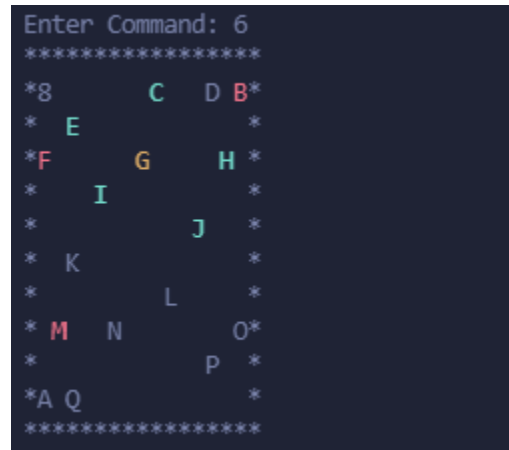 Enter Command: 6
*****************
*8       C   D B*
*  E            *
*F      G     H *
*    I          *
*           J   *
*  K            *
*         L     *
* M   N        O*
*            P  *
*A Q            *
*****************